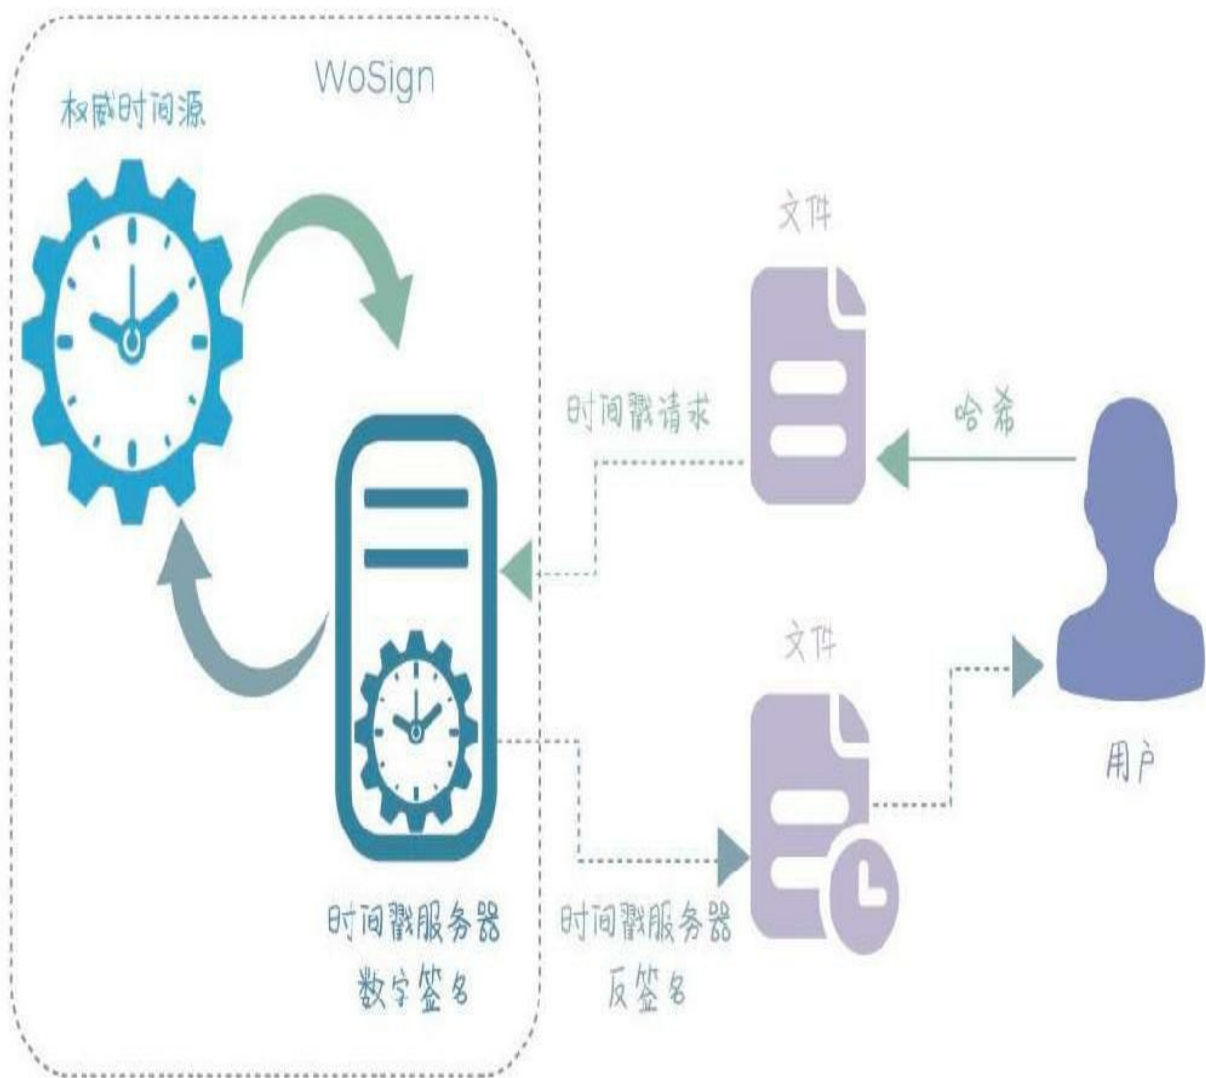 WoSign
权威时间源
文件
时间戳请求
哈希
文件
用户
时间戳服务器
数字签名
时间戳服务器
反签名